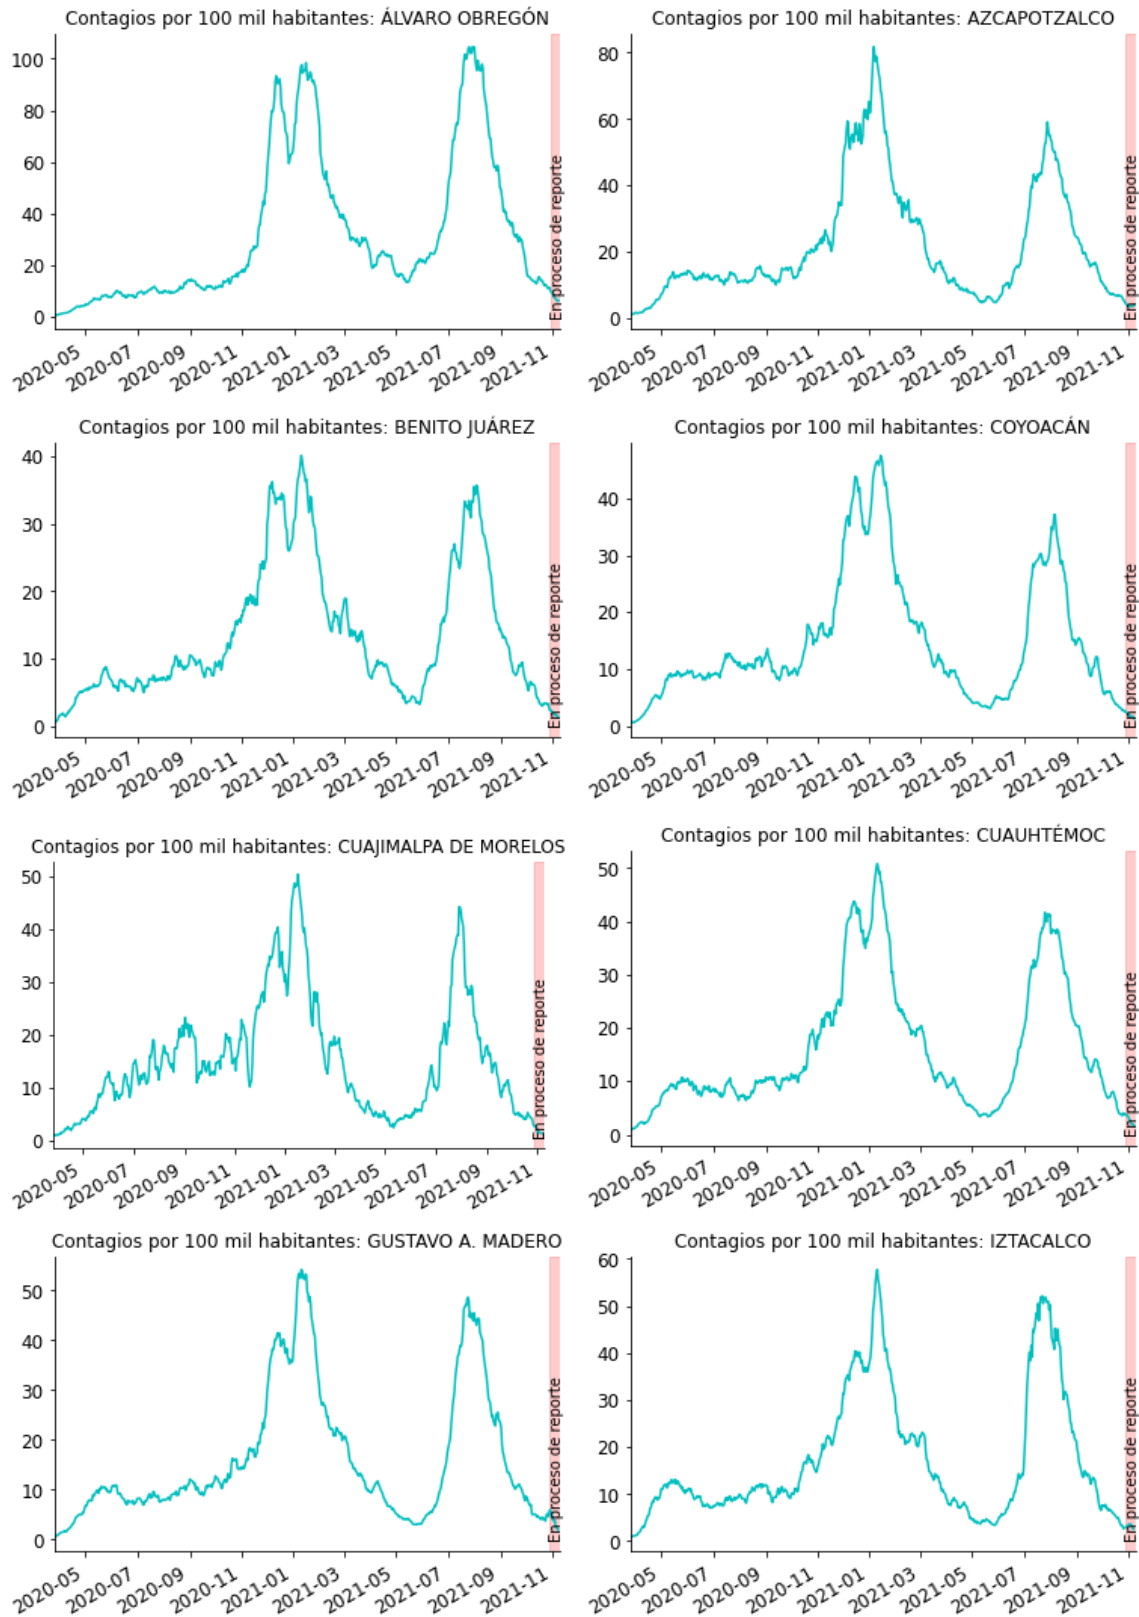 Contagios por 100 mil habitantes: ÁLVARO OBREGÓN
100
80
60
40
20
0
En proceso de reporte
2020-05 2020-07 2020-09 2020-11 2021-01 2021-03 2021-05 2021-07 2021-09 2021-11
Contagios por 100 mil habitantes: AZCAPOTZALCO
80
60
40
20
0
En proceso de reporte
2020-05 2020-07 2020-09 2020-11 2021-01 2021-03 2021-05 2021-07 2021-09 2021-11
Contagios por 100 mil habitantes: BENITO JUÁREZ
40
30
20
10
0
En proceso de reporte
2020-05 2020-07 2020-09 2020-11 2021-01 2021-03 2021-05 2021-07 2021-09 2021-11
Contagios por 100 mil habitantes: COYOACÁN
40
30
20
10
0
En proceso de reporte
2020-05 2020-07 2020-09 2020-11 2021-01 2021-03 2021-05 2021-07 2021-09 2021-11
Contagios por 100 mil habitantes: CUAJIMALPA DE MORELOS
50
40
30
20
10
0
En proceso de reporte
2020-05 2020-07 2020-09 2020-11 2021-01 2021-03 2021-05 2021-07 2021-09 2021-11
Contagios por 100 mil habitantes: CUAUHTÉMOC
50
40
30
20
10
0
En proceso de reporte
2020-05 2020-07 2020-09 2020-11 2021-01 2021-03 2021-05 2021-07 2021-09 2021-11
Contagios por 100 mil habitantes: GUSTAVO A. MADERO
50
40
30
20
10
0
En proceso de reporte
2020-05 2020-07 2020-09 2020-11 2021-01 2021-03 2021-05 2021-07 2021-09 2021-11
Contagios por 100 mil habitantes: IZTACALCO
60
50
40
30
20
10
0
En proceso de reporte
2020-05 2020-07 2020-09 2020-11 2021-01 2021-03 2021-05 2021-07 2021-09 2021-11